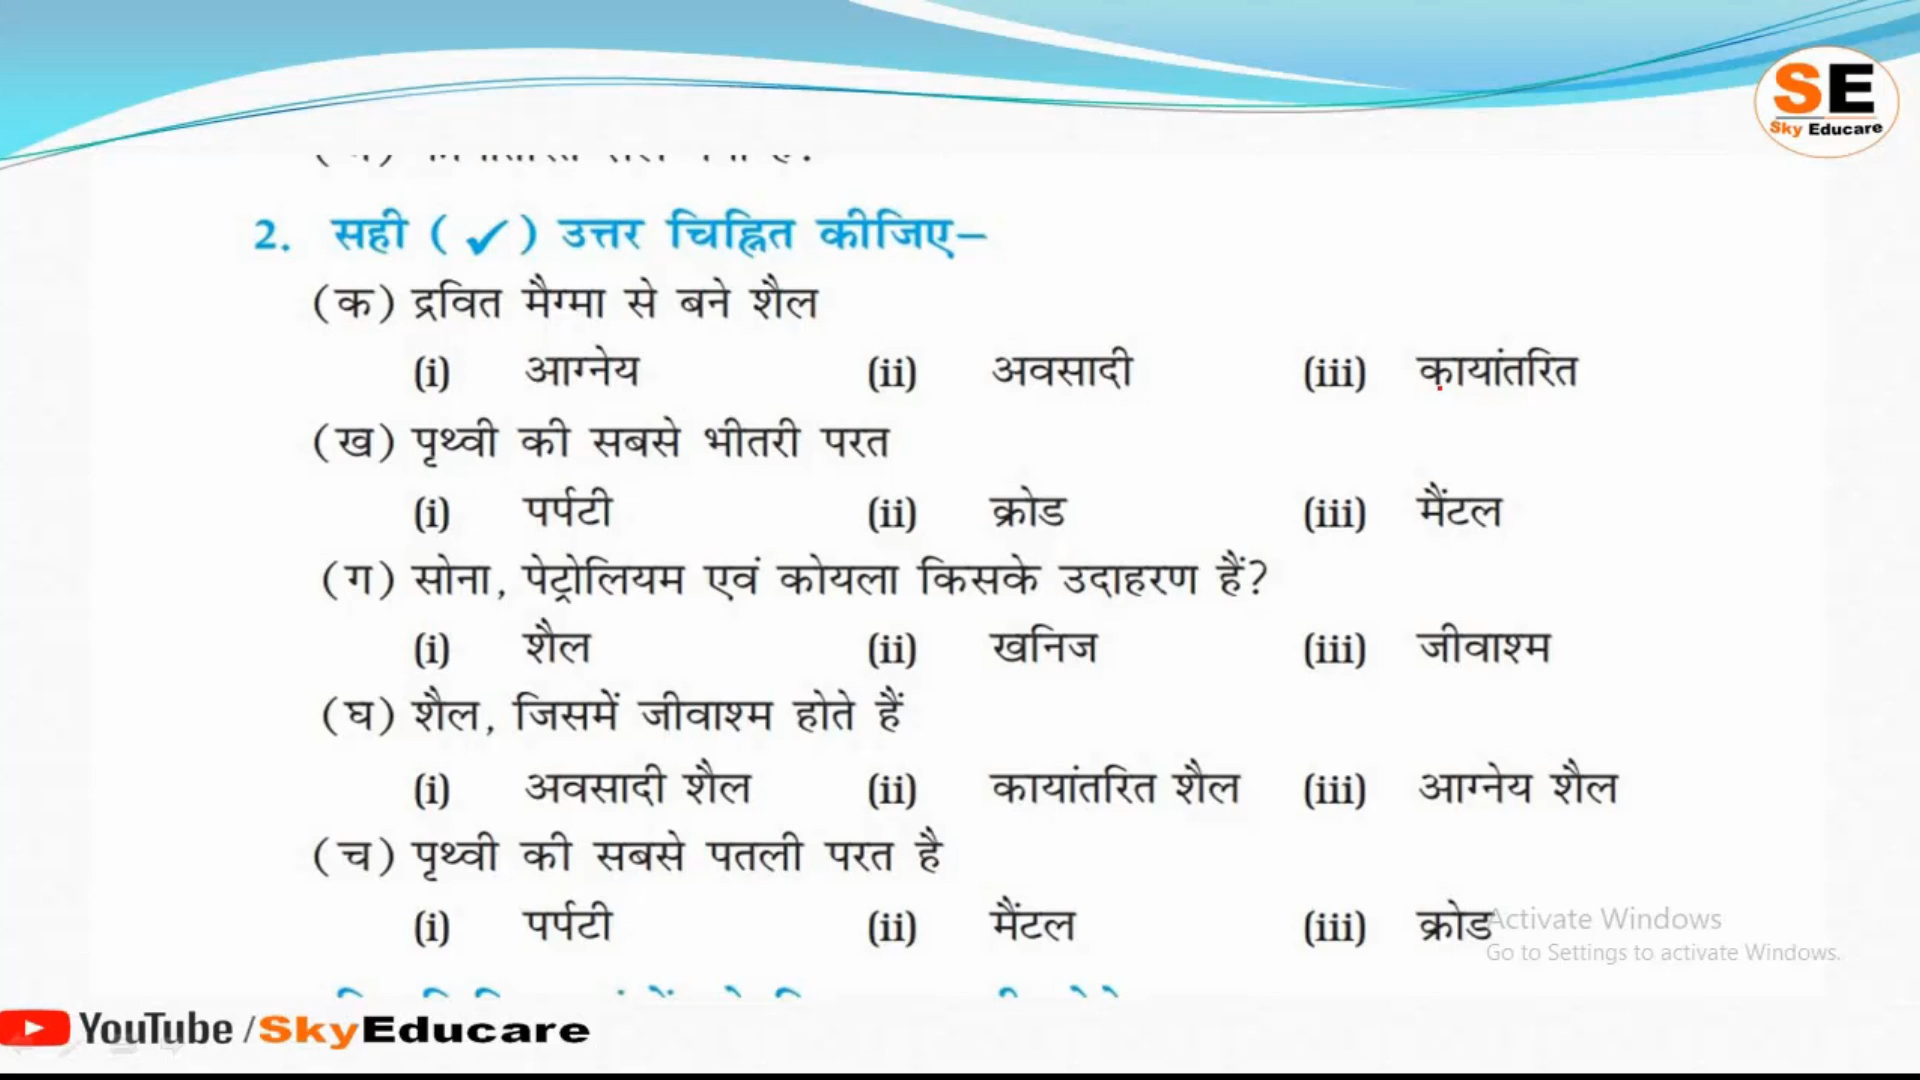 SE
Sky Educare
2. सही ( ✓ ) उत्तर चिह्नित कीजिए–
(क) द्रवित मैग्मा से बने शैल
(i) आग्नेय (ii) अवसादी (iii) कायांतरित
(ख) पृथ्वी की सबसे भीतरी परत
(i) पर्पटी (ii) क्रोड (iii) मैंटल
(ग) सोना, पेट्रोलियम एवं कोयला किसके उदाहरण हैं?
(i) शैल (ii) खनिज (iii) जीवाश्म
(घ) शैल, जिसमें जीवाश्म होते हैं
(i) अवसादी शैल (ii) कायांतरित शैल (iii) आग्नेय शैल
(च) पृथ्वी की सबसे पतली परत है
(i) पर्पटी (ii) मैंटल (iii) क्रोड
Activate Windows
Go to Settings to activate Windows.
YouTube /SkyEducare